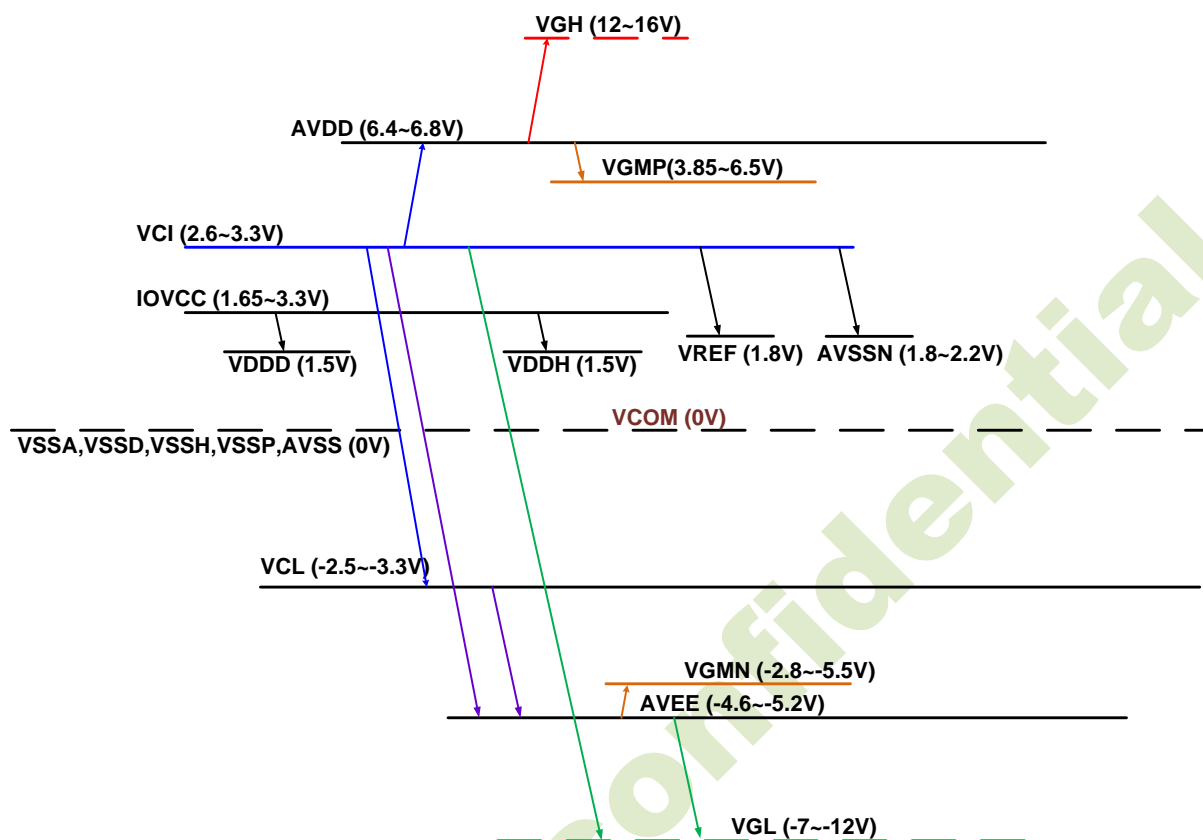 VGH (12~16V)
AVDD (6.4~6.8V)
VGMP(3.85~6.5V)
VCI (2.6~3.3V)
IOVCC (1.65~3.3V)
VDDD (1.5V)
VDDH (1.5V)
VREF (1.8V)
AVSSN (1.8~2.2V)
VCOM (0V)
VSSA,VSSD,VSSH,VSSP,AVSS (0V)
VCL (-2.5~-3.3V)
VGMN (-2.8~-5.5V)
AVEE (-4.6~-5.2V)
VGL (-7~-12V)
onfidential